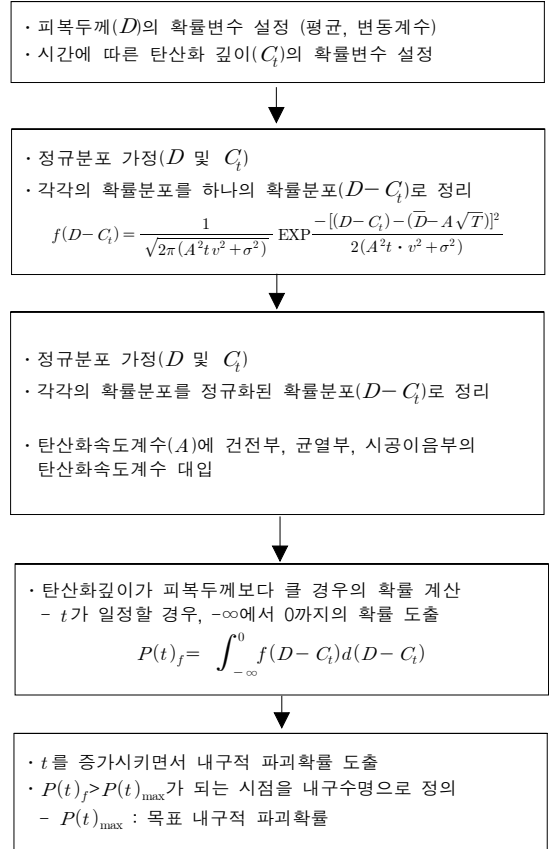 · 피복두께(D)의 확률변수 설정 (평균, 변동계수)
· 시간에 따른 탄산화 깊이(C_t)의 확률변수 설정
· 정규분포 가정(D 및 C_t)
· 각각의 확률분포를 하나의 확률분포(D− C_t)로 정리
f(D−C_t) = \frac{1}{\sqrt{2π(A²tv²+σ²)}} EXP \frac{−[(D−C_t)−(\overline{D}−A\sqrt{T})]²}{2(A²t·v²+σ²)}
· 정규분포 가정(D 및 C_t)
· 각각의 확률분포를 정규화된 확률분포(D− C_t)로 정리
· 탄산화속도계수(A)에 건전부, 균열부, 시공이음부의
탄산화속도계수 대입
· 탄산화깊이가 피복두께보다 클 경우의 확률 계산
− t가 일정할 경우, −∞에서 0까지의 확률 도출
P(t)_f = ∫_{−∞}^{0} f(D−C_t)d(D−C_t)
· t를 증가시키면서 내구적 파괴확률 도출
· P(t)_f>P(t)_max가 되는 시점을 내구수명으로 정의
− P(t)_max : 목표 내구적 파괴확률